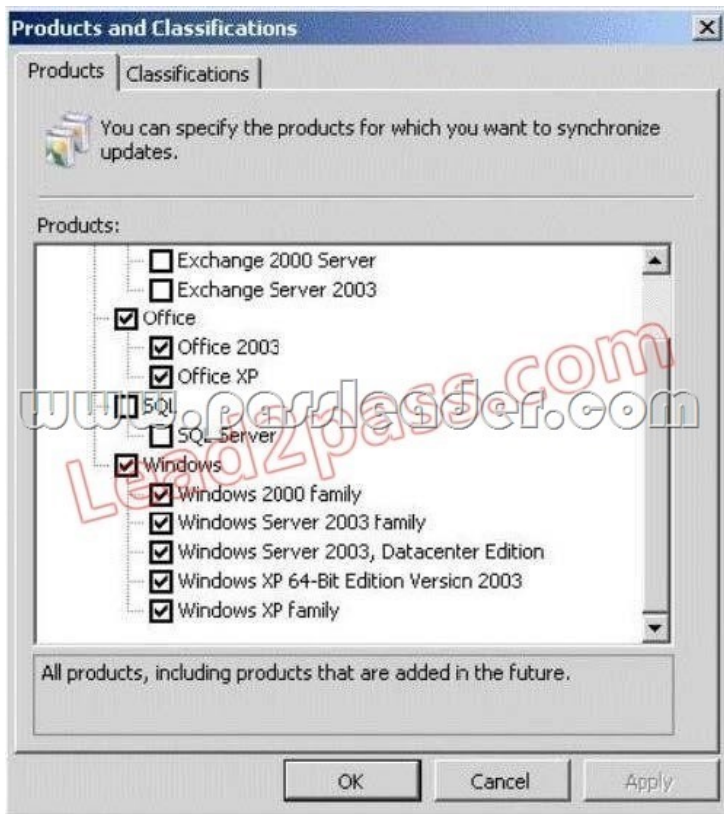 Products and Classifications
Products
Classifications
You can specify the products for which you want to synchronize
updates.
Products:
Exchange 2000 Server
Exchange Server 2003
Office
Office 2003
Office XP
SQL
SQL Server
Windows
Windows 2000 family
Windows Server 2003 family
Windows Server 2003, Datacenter Edition
Windows XP 64-Bit Edition Version 2003
Windows XP family
www.passleader.com
Lead2pass.com
All products, including products that are added in the future.
OK
Cancel
Apply